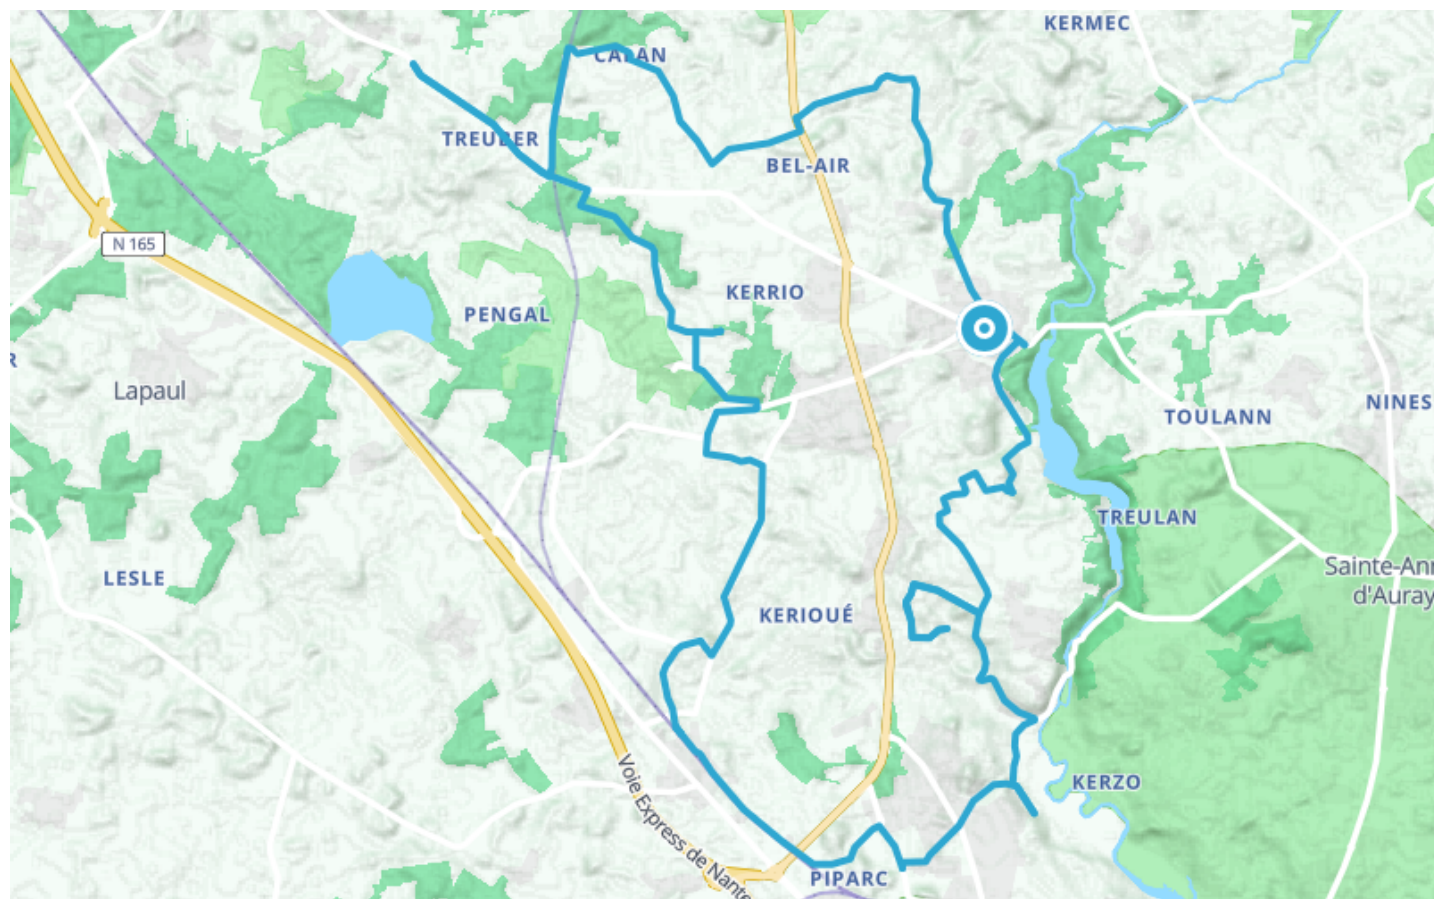 KERMEC
CALAN
TREUBER
BEL-AIR
N 165
KERRIO
PENGAL
R
Lapaul
NINES
TOULANN
TREULAN
Sainte-Ann
d'Auray
LESLE
KERIOUÉ
Voie Express de Nante
KERZO
PIPARC